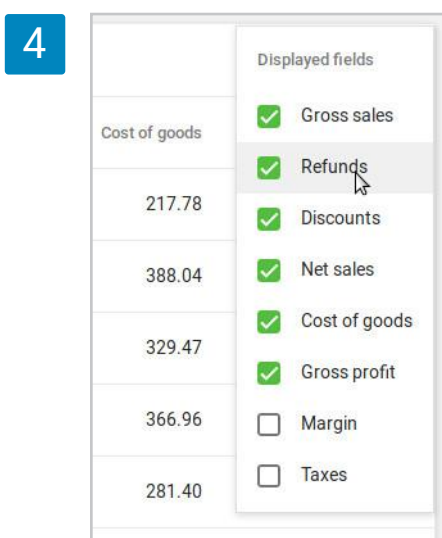 4
Displayed fields
Cost of goods
Gross sales
Refunds
217.78
Discounts
388.04
Net sales
Cost of goods
329.47
Gross profit
366.96
Margin
281.40
Taxes